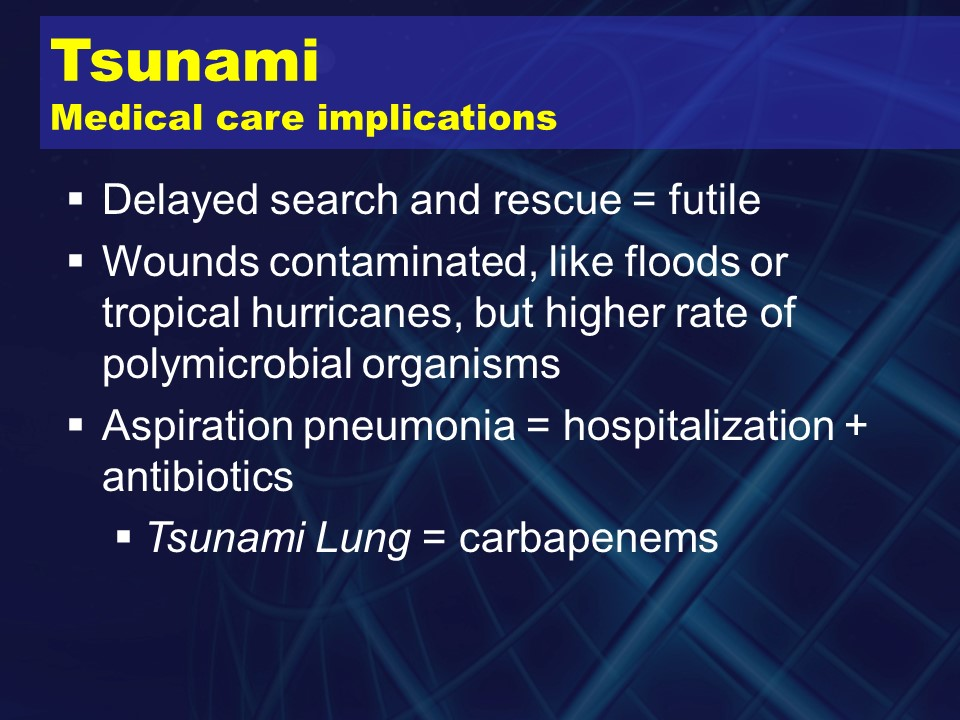 Tsunami
Medical care implications
▪ Delayed search and rescue = futile
▪ Wounds contaminated, like floods or
tropical hurricanes, but higher rate of
polymicrobial organisms
▪ Aspiration pneumonia = hospitalization +
antibiotics
▪ Tsunami Lung = carbapenems